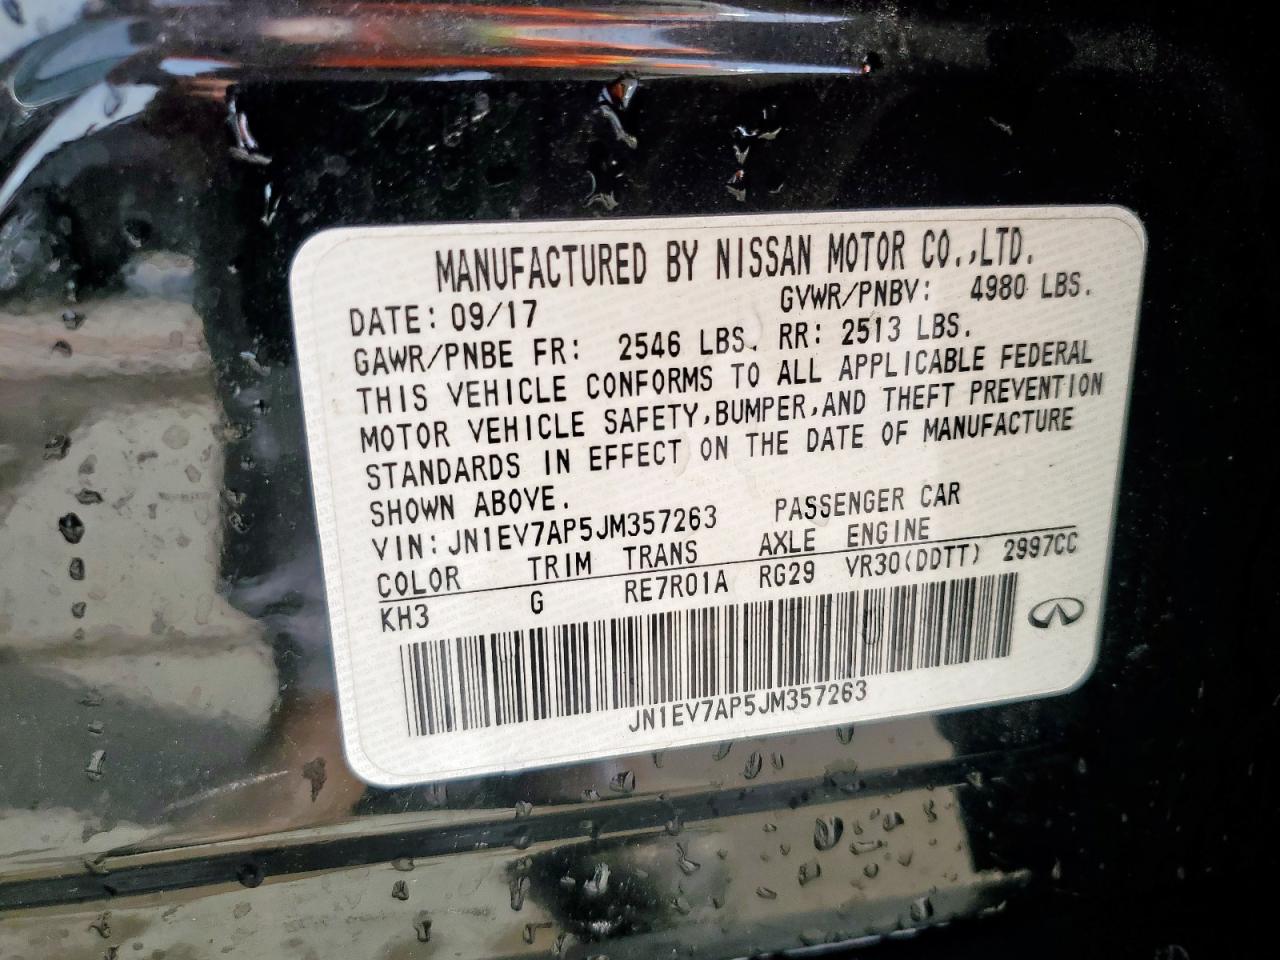 MANUFACTURED BY NISSAN MOTOR CO.,LTD.
DATE: 09/17 GVWR/PNBV: 4980 LBS.
GAWR/PNBE FR: 2546 LBS. RR: 2513 LBS.
THIS VEHICLE CONFORMS TO ALL APPLICABLE FEDERAL
MOTOR VEHICLE SAFETY,BUMPER,AND THEFT PREVENTION
STANDARDS IN EFFECT ON THE DATE OF MANUFACTURE
SHOWN ABOVE.
VIN: JN1EV7AP5JM357263 PASSENGER CAR
COLOR TRIM TRANS AXLE ENGINE
KH3 G RE7R01A RG29 VR30(DDTT) 2997CC
JN1EV7AP5JM357263